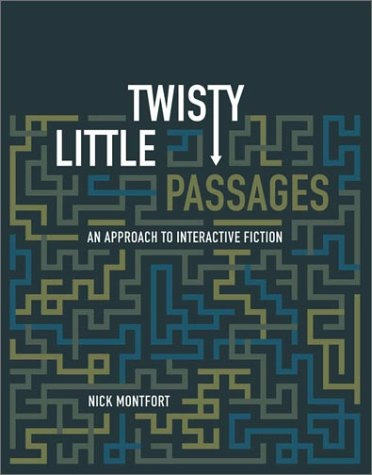 TWISTY
LITTLE
PASSAGES
AN APPROACH TO INTERACTIVE FICTION
NICK MONTFORT